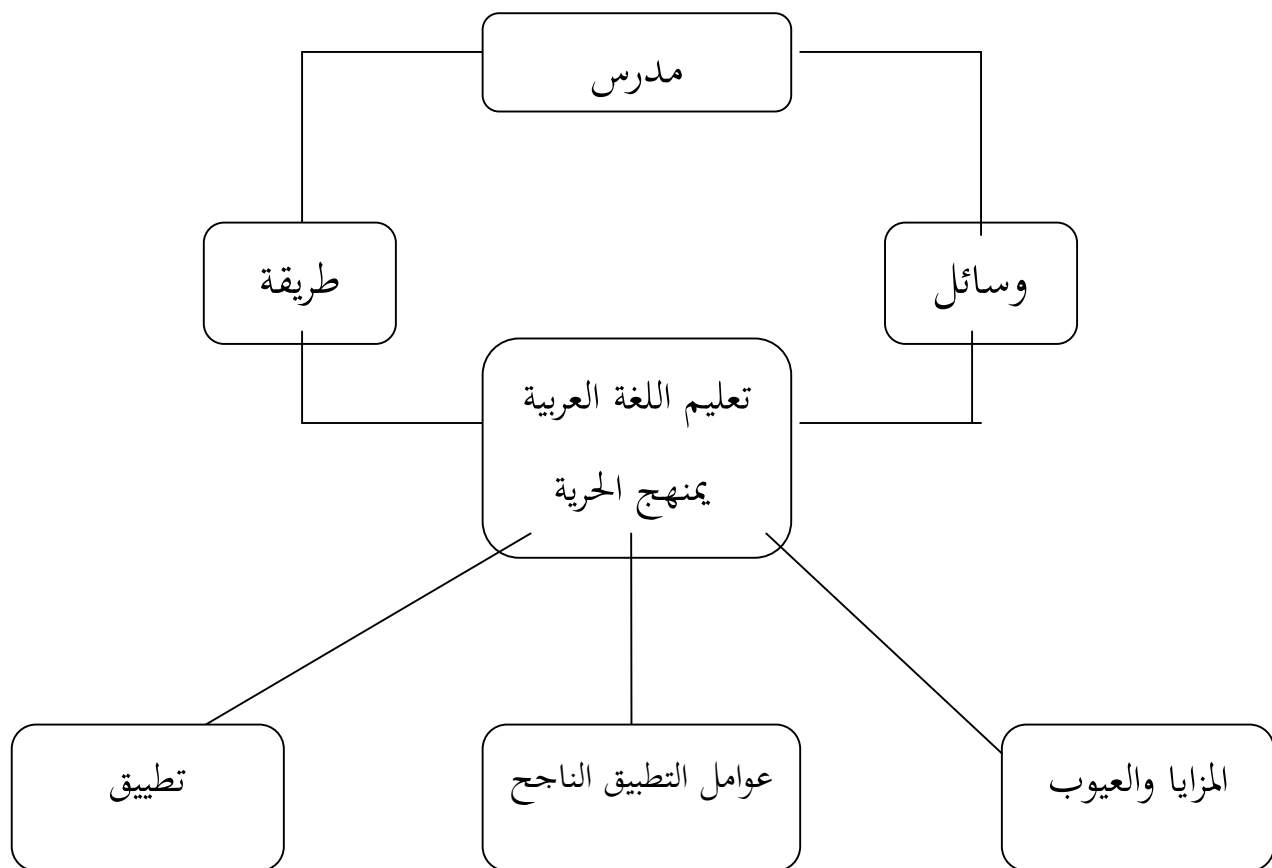 مدرس
وسائل
طريقة
تعليم اللغة العربية
بمنهج الحرية
المزايا والعيوب
عوامل التطبيق الناجح
تطبيق